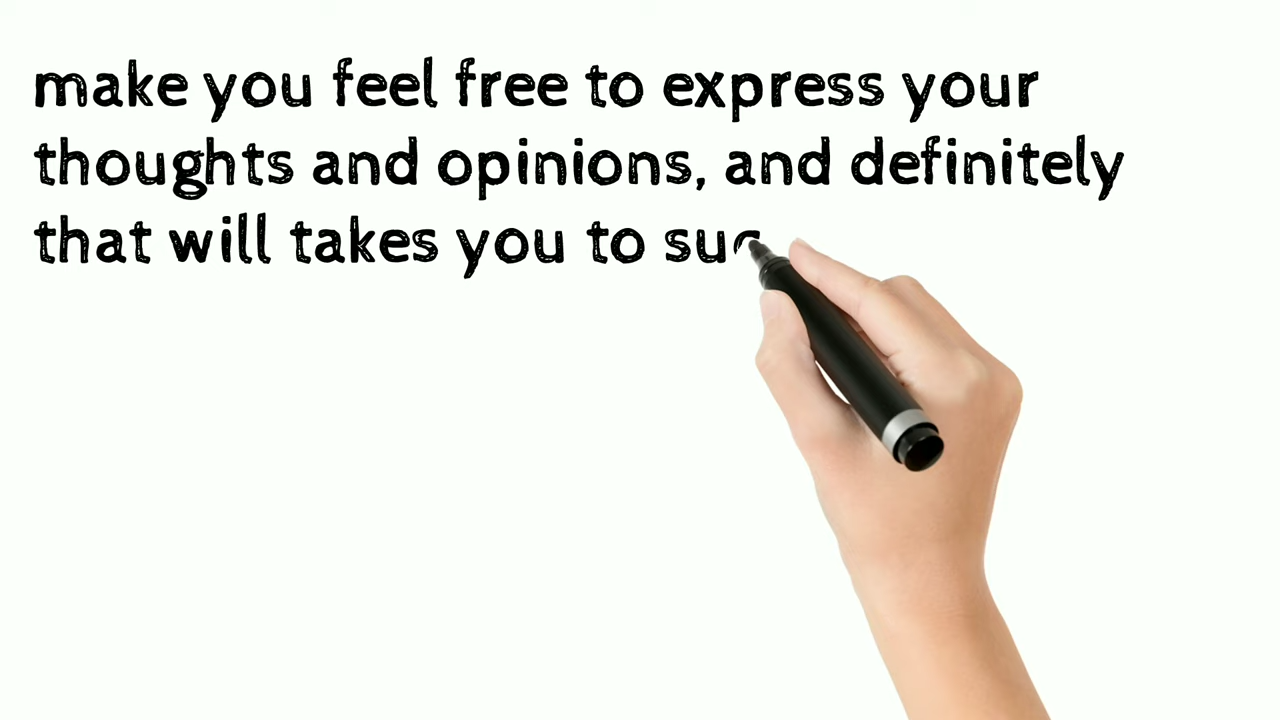 make you feel free to express your
thoughts and opinions, and definitely
that will takes you to suc